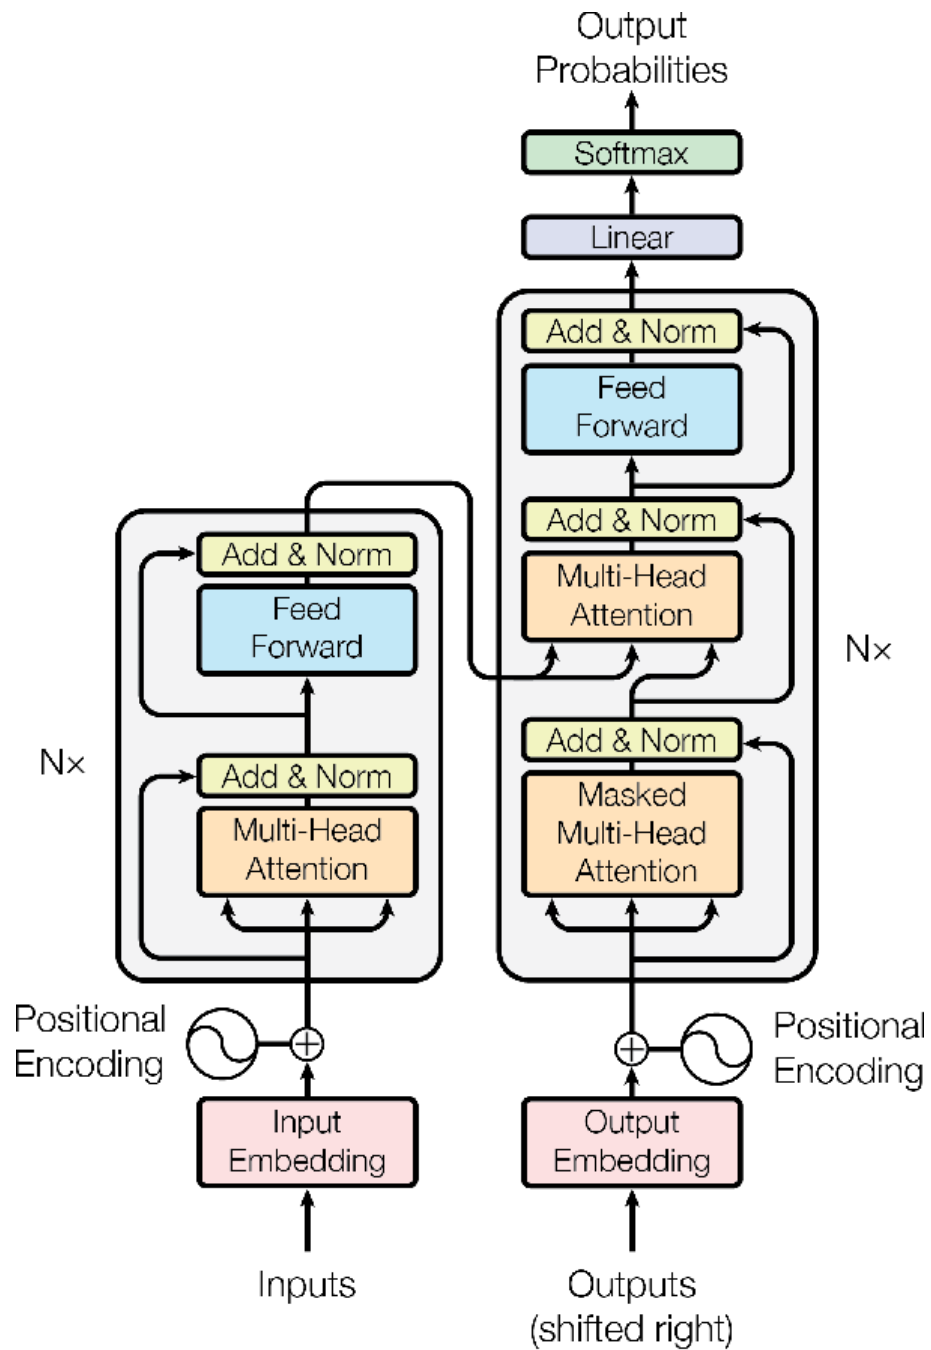 Output
Probabilities
Softmax
Linear
Add & Norm
Feed
Forward
Add & Norm
Multi-Head
Attention
Add & Norm
Masked
Multi-Head
Attention
N×
Add & Norm
Feed
Forward
Add & Norm
Multi-Head
Attention
N×
Positional
Encoding
Positional
Encoding
Input
Embedding
Output
Embedding
Inputs
Outputs
(shifted right)